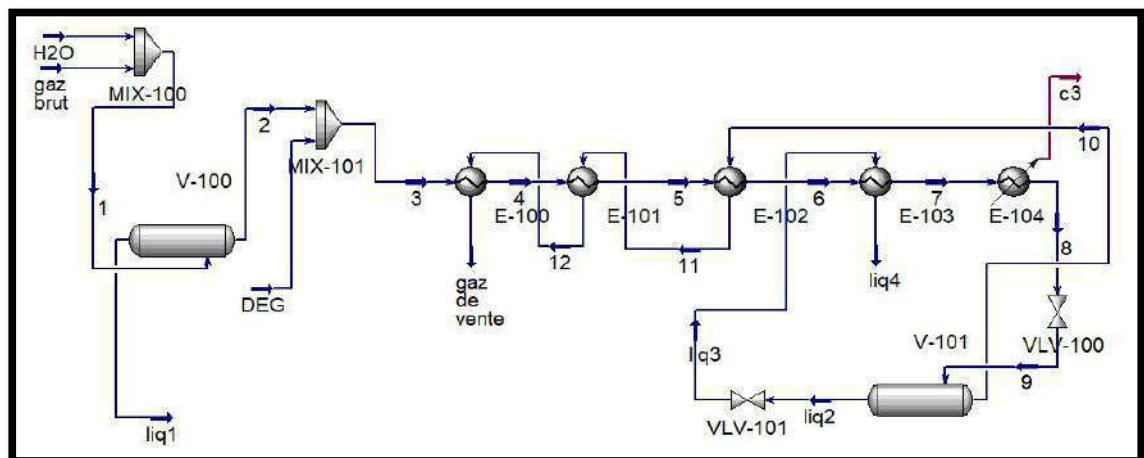 H2O
gaz
brut
MIX-100
1
V-100
2
MIX-101
DEG
liq1
3
4
E-100
gaz
de
vente
12
E-101
5
11
E-102
6
E-103
liq4
7
E-104
c3
10
8
VLV-100
9
V-101
liq2
VLV-101
liq3